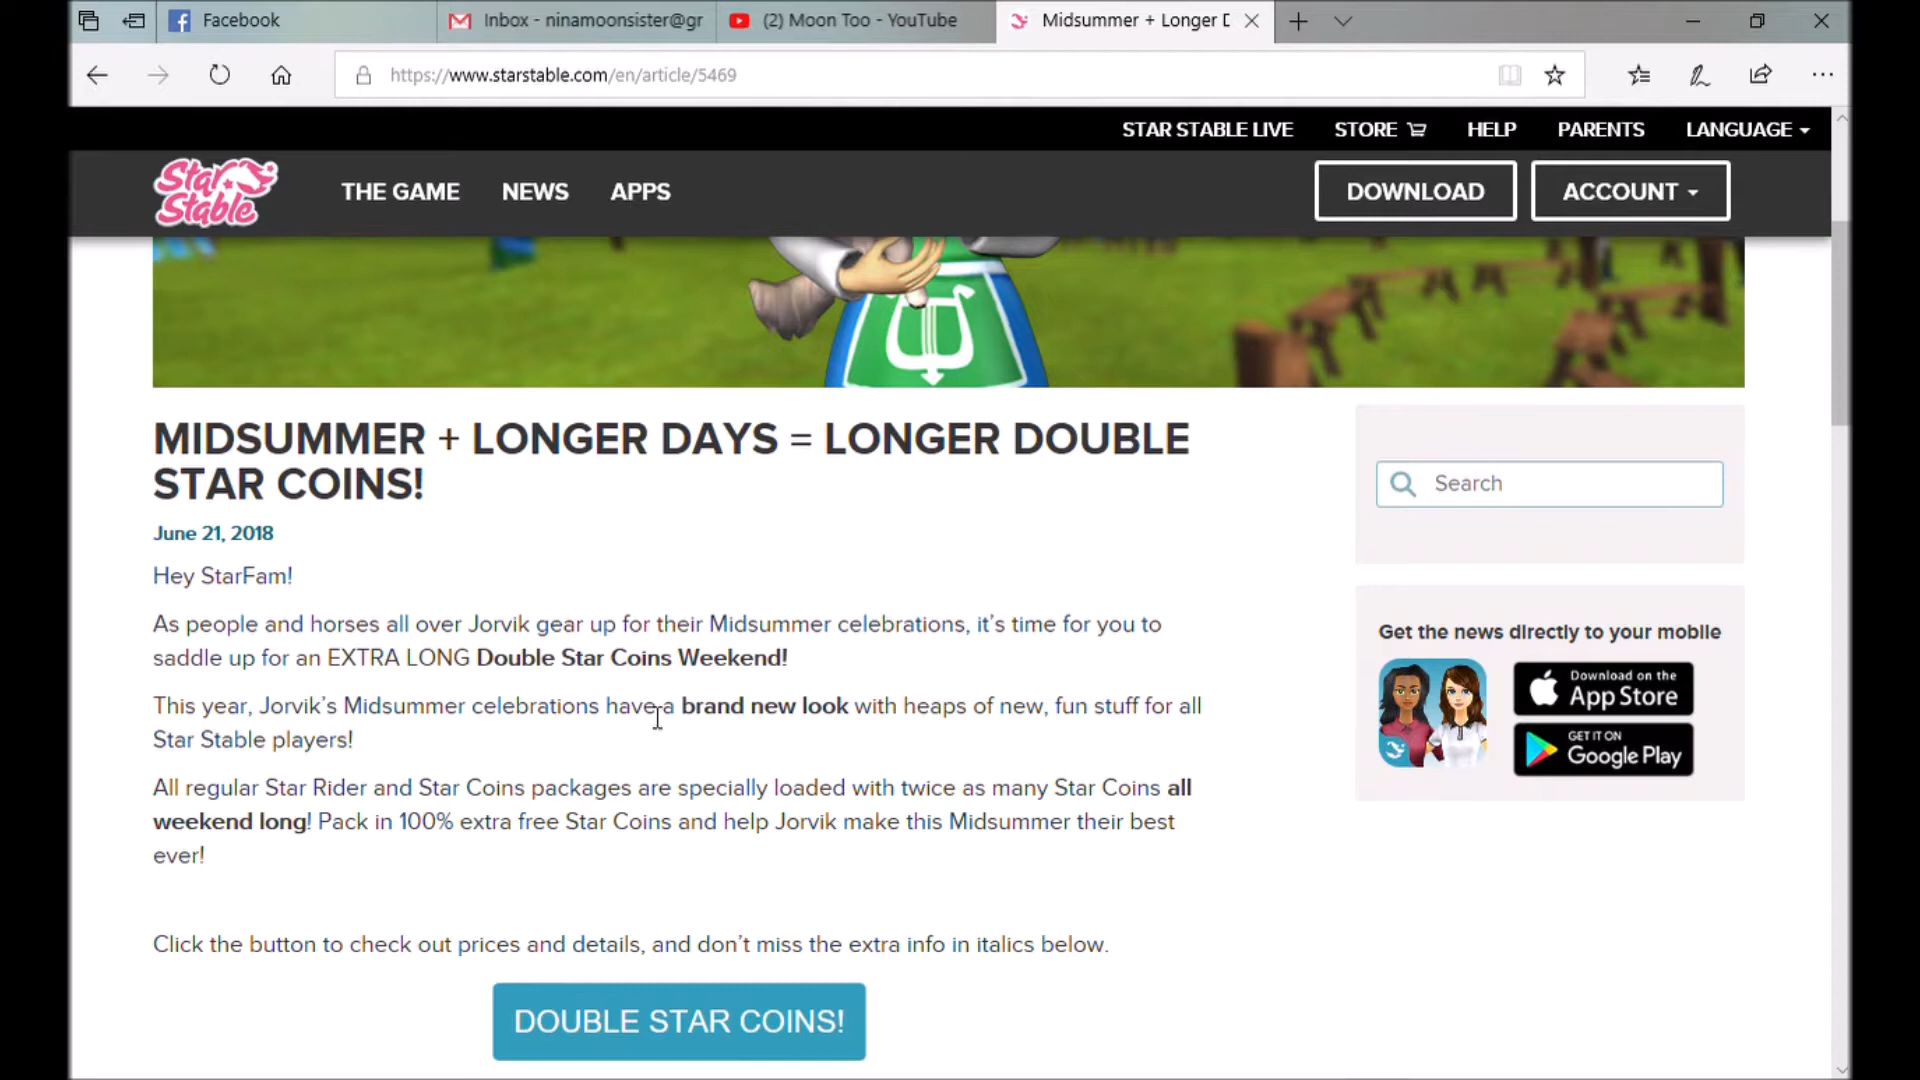 Facebook
Inbox - ninamoonsister@gr
(2) Moon Too - YouTube
Midsummer + Longer D
https://www.starstable.com/en/article/5469
STAR STABLE LIVE
STORE
HELP
PARENTS
LANGUAGE
Star Stable
THE GAME
NEWS
APPS
DOWNLOAD
ACCOUNT
MIDSUMMER + LONGER DAYS = LONGER DOUBLE
STAR COINS!
June 21, 2018
Hey StarFam!
As people and horses all over Jorvik gear up for their Midsummer celebrations, it’s time for you to
saddle up for an EXTRA LONG Double Star Coins Weekend!
This year, Jorvik’s Midsummer celebrations have a brand new look with heaps of new, fun stuff for all
Star Stable players!
All regular Star Rider and Star Coins packages are specially loaded with twice as many Star Coins all
weekend long! Pack in 100% extra free Star Coins and help Jorvik make this Midsummer their best
ever!
Click the button to check out prices and details, and don’t miss the extra info in italics below.
DOUBLE STAR COINS!
Search
Get the news directly to your mobile
Download on the
App Store
GET IT ON
Google Play